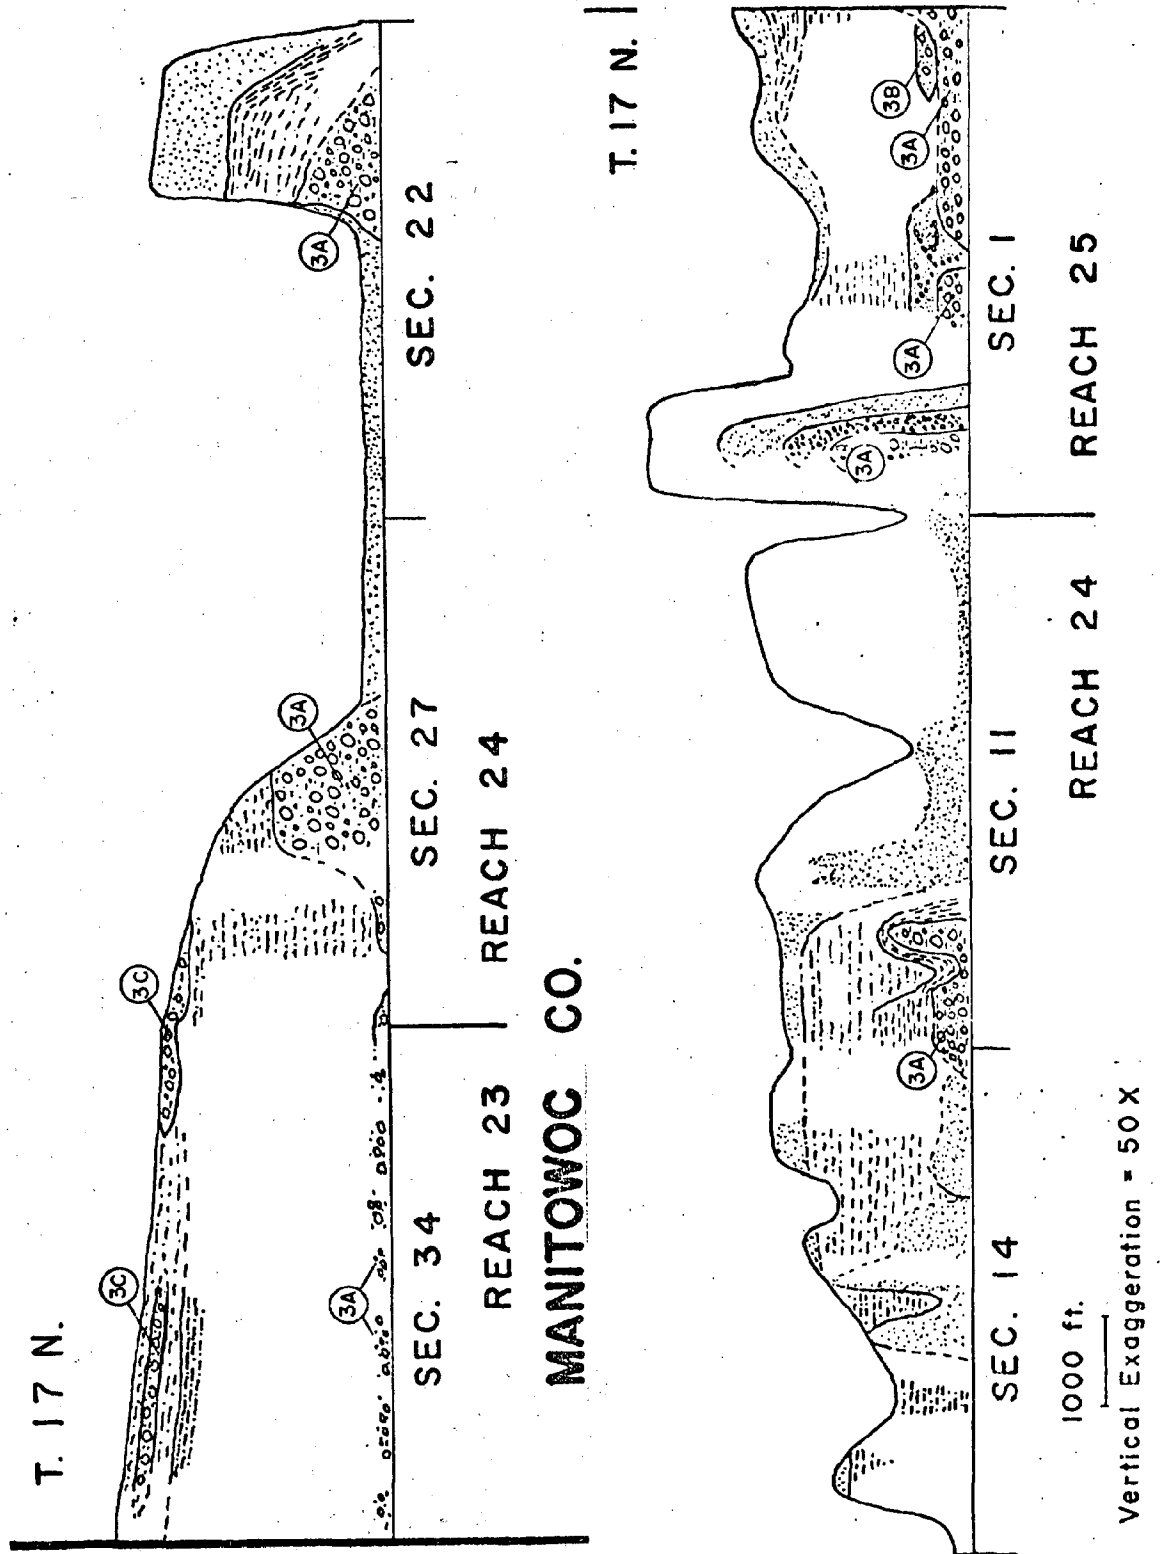 T. 17 N.
3C
3C
3A
3A
3A
SEC. 34
SEC. 27
SEC. 22
REACH 23
REACH 24
MANITOWOC CO.
T. 17 N.
3A
3A
3A
3A
3B
SEC. 14
SEC. 11
SEC. 1
REACH 24
REACH 25
1000 ft.
Vertical Exaggeration = 50X